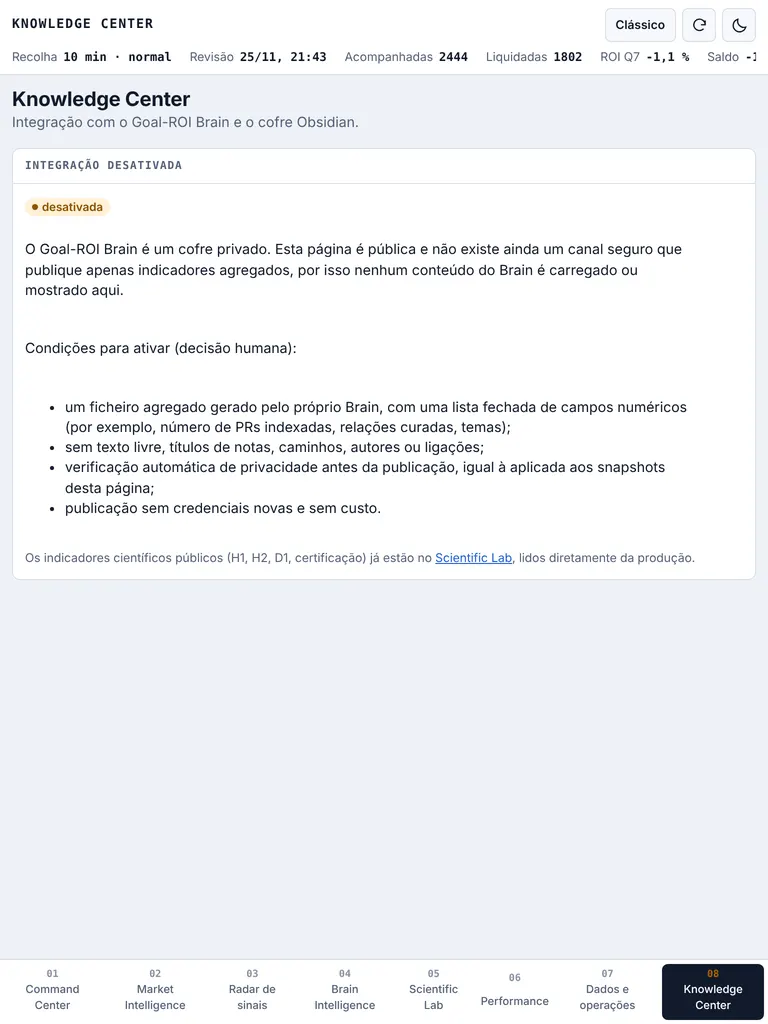 KNOWLEDGE CENTER
Clássico
Recolha 10 min · normal Revisão 25/11, 21:43 Acompanhadas 2444 Liquidadas 1802 ROI Q7 -1,1 % Saldo
Knowledge Center
Integração com o Goal-ROI Brain e o cofre Obsidian.
INTEGRAÇÃO DESATIVADA
desativada
O Goal-ROI Brain é um cofre privado. Esta página é pública e não existe ainda um canal seguro que
publique apenas indicadores agregados, por isso nenhum conteúdo do Brain é carregado ou
mostrado aqui.
Condições para ativar (decisão humana):
• um ficheiro agregado gerado pelo próprio Brain, com uma lista fechada de campos numéricos
(por exemplo, número de PRs indexadas, relações curadas, temas);
• sem texto livre, títulos de notas, caminhos, autores ou ligações;
• verificação automática de privacidade antes da publicação, igual à aplicada aos snapshots
desta página;
• publicação sem credenciais novas e sem custo.
Os indicadores científicos públicos (H1, H2, D1, certificação) já estão no Scientific Lab, lidos diretamente da produção.
01
Command
Center
02
Market
Intelligence
03
Radar de
sinais
04
Brain
Intelligence
05
Scientific
Lab
06
Performance
07
Dados e
operações
08
Knowledge
Center